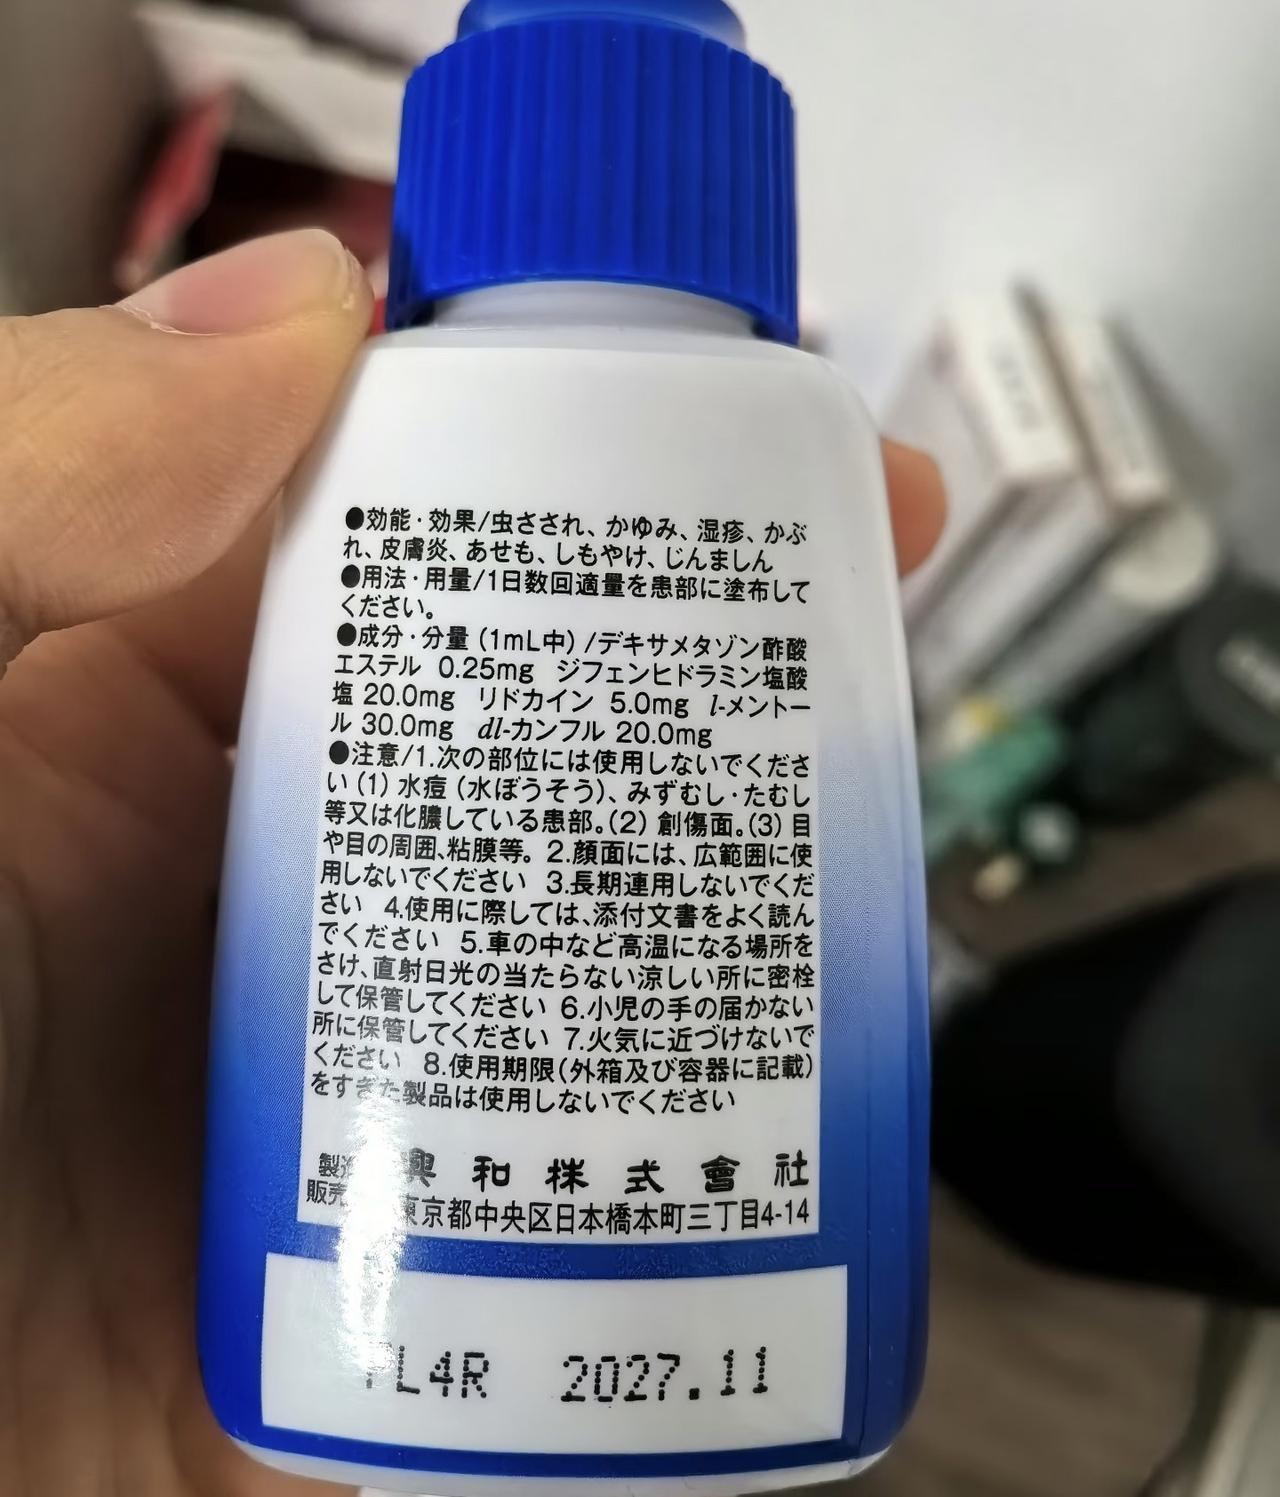 ●効能・効果/虫さされ、かゆみ、湿疹、かぶ
れ、皮膚炎、あせも、しもやけ、じんましん
●用法・用量/1日数回適量を患部に塗布して
ください。
●成分・分量(1mL中)/デキサメタゾン酢酸
エステル 0.25mg ジフェンヒドラミン塩酸
塩 20.0mg リドカイン 5.0mg l-メントー
ル 30.0mg dl-カンフル 20.0mg
●注意/1.次の部位には使用しないでくださ
い(1)水痘(水ぼうそう)、みずむし・たむし
等又は化膿している患部。(2)創傷面。(3)目
や目の周囲、粘膜等。2.顔面には、広範囲に使
用しないでください 3.長期連用しないでくだ
さい 4.使用に際しては、添付文書をよく読ん
でください 5.車の中など高温になる場所を
さけ、直射日光の当たらない涼しい所に密栓
して保管してください 6.小児の手の届かない
所に保管してください 7.火気に近づけないで
ください 8.使用期限(外箱及び容器に記載)
をすぎた製品は使用しないでください
製造 興和株式會社
販売 東京都中央区日本橋本町三丁目4-14
L4R 2027.11